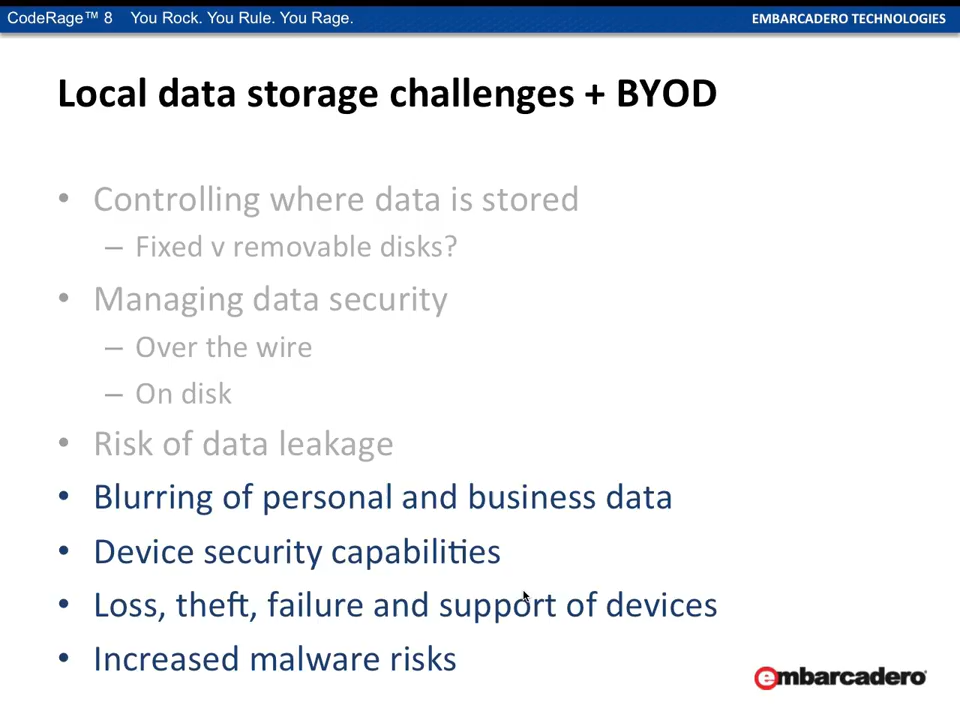 CodeRage™ 8 You Rock. You Rule. You Rage. EMBARCADERO TECHNOLOGIES
Local data storage challenges + BYOD
• Controlling where data is stored
– Fixed v removable disks?
• Managing data security
– Over the wire
– On disk
• Risk of data leakage
• Blurring of personal and business data
• Device security capabilities
• Loss, theft, failure and support of devices
• Increased malware risks
embarcadero